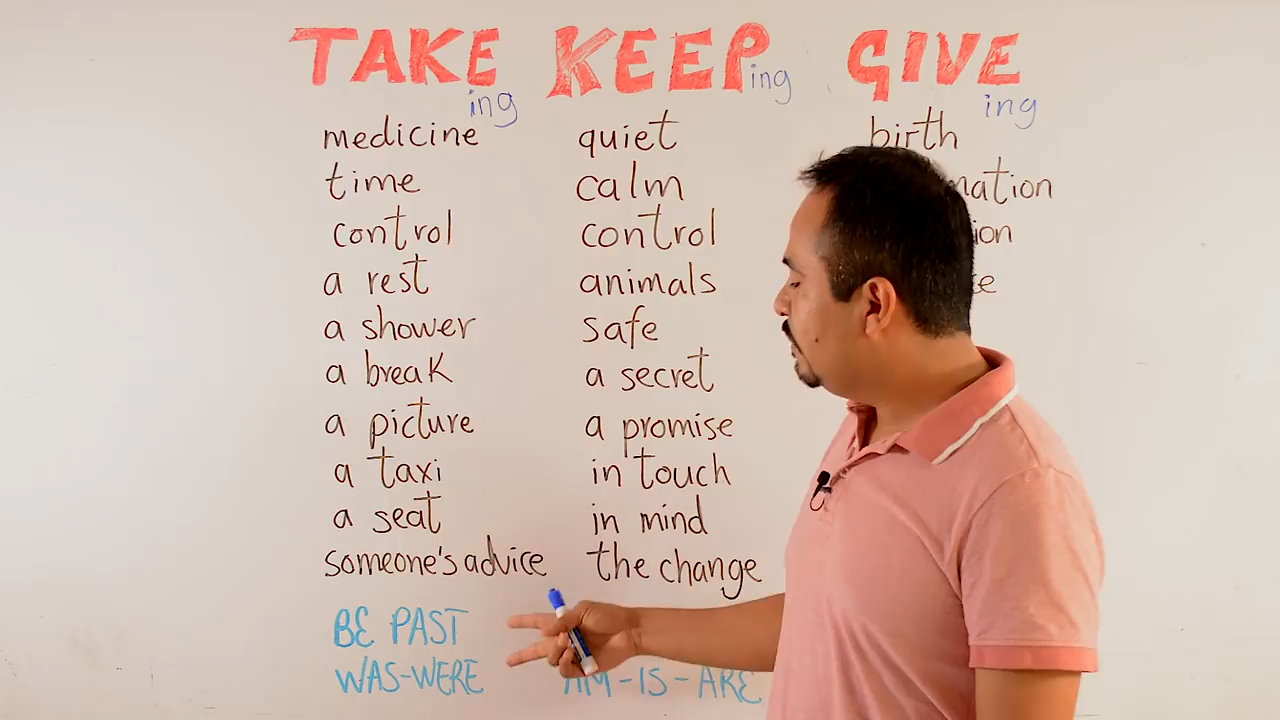 TAKE KEEP GIVE
ing ing ing
medicine quiet birth
time calm
control control
a rest animals
a shower safe
a break a secret
a picture a promise
a taxi in touch
a seat in mind
someone's advice the change
BE PAST
WAS-WERE AM-IS-ARE